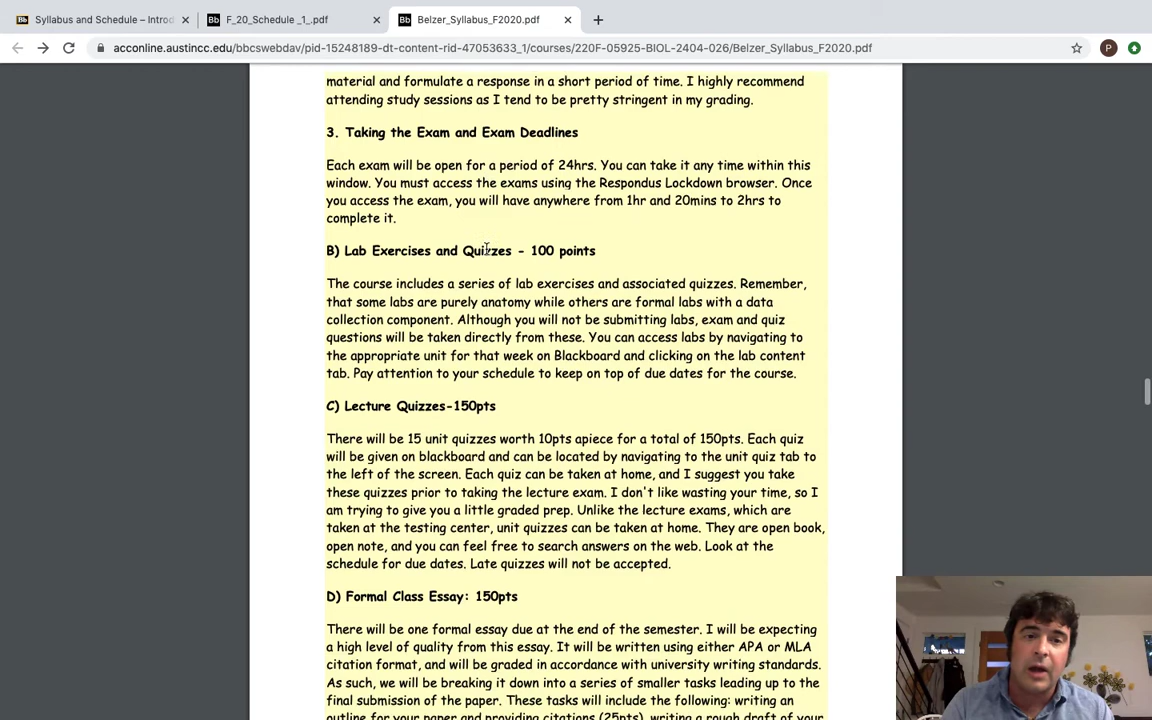 Syllabus and Schedule – Introd
F_20_Schedule _1_.pdf
Belzer_Syllabus_F2020.pdf
acconline.austincc.edu/bbcswebdav/pid-15248189-dt-content-rid-47053633_1/courses/220F-05925-BIOL-2404-026/Belzer_Syllabus_F2020.pdf
P
material and formulate a response in a short period of time. I highly recommend
attending study sessions as I tend to be pretty stringent in my grading.
3. Taking the Exam and Exam Deadlines
Each exam will be open for a period of 24hrs. You can take it any time within this
window. You must access the exams using the Respondus Lockdown browser. Once
you access the exam, you will have anywhere from 1hr and 20mins to 2hrs to
complete it.
B) Lab Exercises and Quizzes - 100 points
The course includes a series of lab exercises and associated quizzes. Remember,
that some labs are purely anatomy while others are formal labs with a data
collection component. Although you will not be submitting labs, exam and quiz
questions will be taken directly from these. You can access labs by navigating to
the appropriate unit for that week on Blackboard and clicking on the lab content
tab. Pay attention to your schedule to keep on top of due dates for the course.
C) Lecture Quizzes-150pts
There will be 15 unit quizzes worth 10pts apiece for a total of 150pts. Each quiz
will be given on blackboard and can be located by navigating to the unit quiz tab to
the left of the screen. Each quiz can be taken at home, and I suggest you take
these quizzes prior to taking the lecture exam. I don't like wasting your time, so I
am trying to give you a little graded prep. Unlike the lecture exams, which are
taken at the testing center, unit quizzes can be taken at home. They are open book,
open note, and you can feel free to search answers on the web. Look at the
schedule for due dates. Late quizzes will not be accepted.
D) Formal Class Essay: 150pts
There will be one formal essay due at the end of the semester. I will be expecting
a high level of quality from this essay. It will be written using either APA or MLA
citation format, and will be graded in accordance with university writing standards.
As such, we will be breaking it down into a series of smaller tasks leading up to the
final submission of the paper. These tasks will include the following: writing an
outline for your paper and providing citations (25pts), writing a rough draft of your